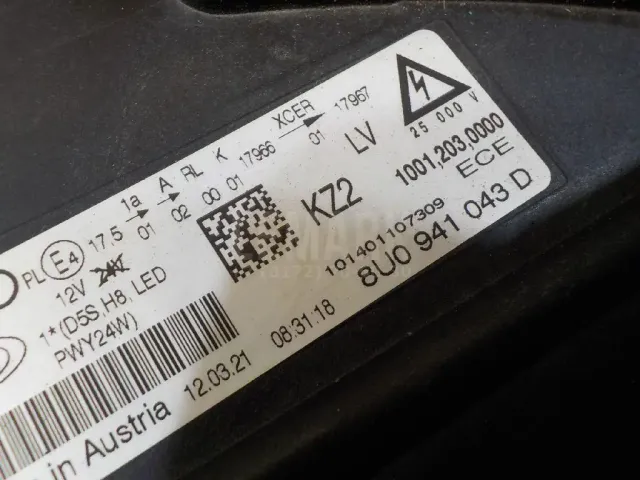 25 000 V
1a A RL K XCER
01 02 00 01 17966 01 17967
PL E4 17.5
KZ2 LV
1001,203,0000
ECE
101401107309
8U0 941 043 D
12V
1*(D5S,H8, LED
PWY24W)
12.03.21 08:31:18
in Austria